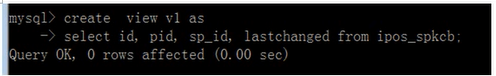 mysql> create  view v1 as
    -> select id, pid, sp_id, lastchanged from ipos_spkcb;
Query OK, 0 rows affected (0.00 sec)